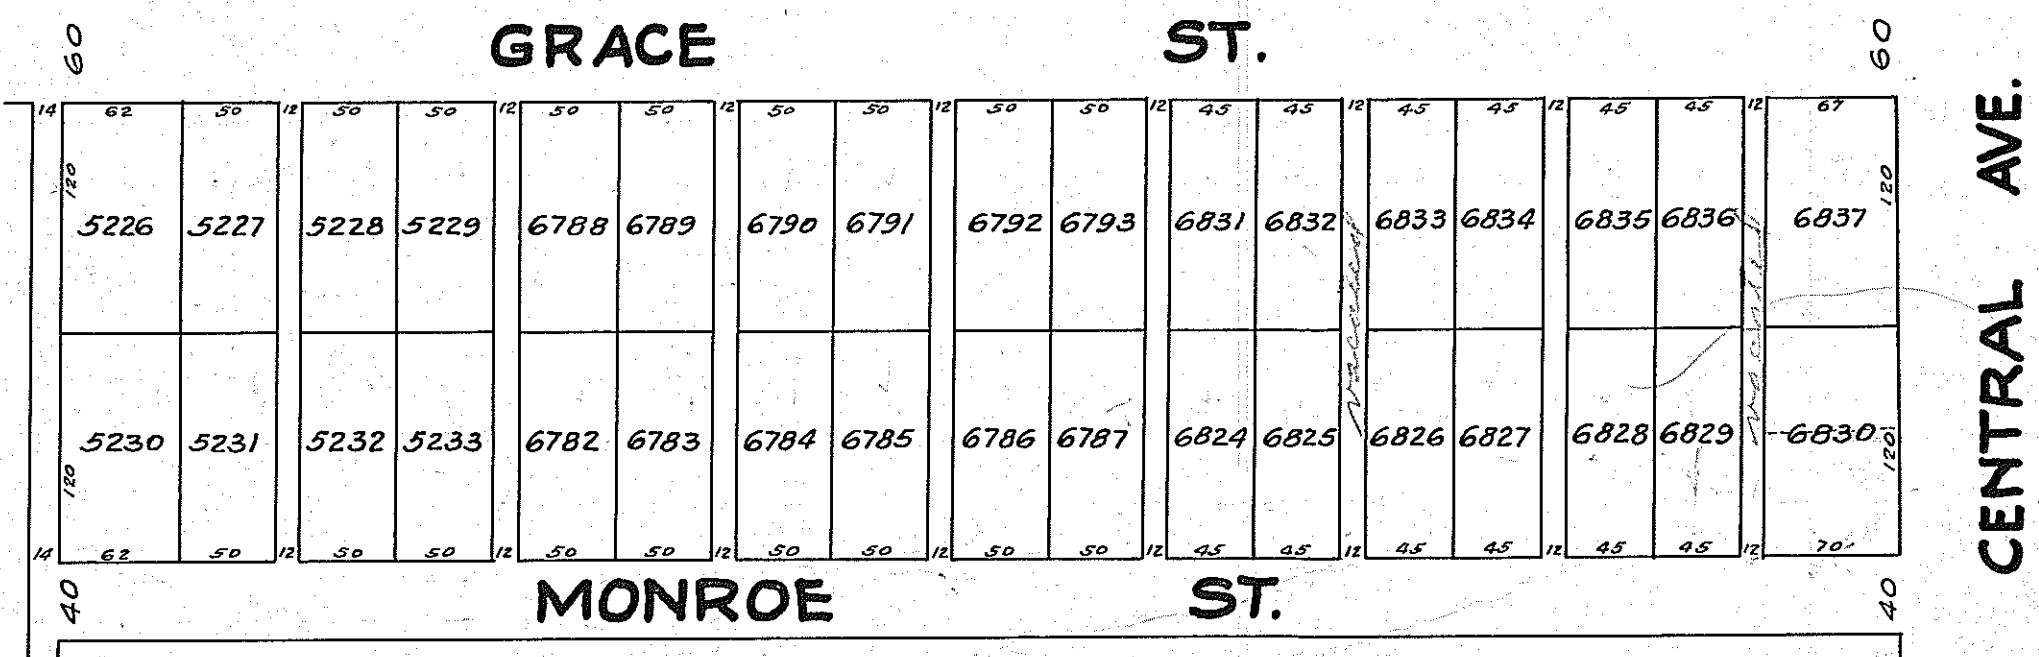 60 GRACE ST. 60
14 62 50 12 50 50 12 50 50 12 50 50 12 50 50 12 45 45 12 45 45 12 45 45 12 67
120 120
5226 5227 5228 5229 6788 6789 6790 6791 6792 6793 6831 6832 6833 6834 6835 6836 6837
vacated
5230 5231 5232 5233 6782 6783 6784 6785 6786 6787 6824 6825 6826 6827 6828 6829 6830
120 120
14 62 50 12 50 50 12 50 50 12 50 50 12 50 50 12 45 45 12 45 45 12 45 45 12 70
40 MONROE ST. 40
CENTRAL AVE.